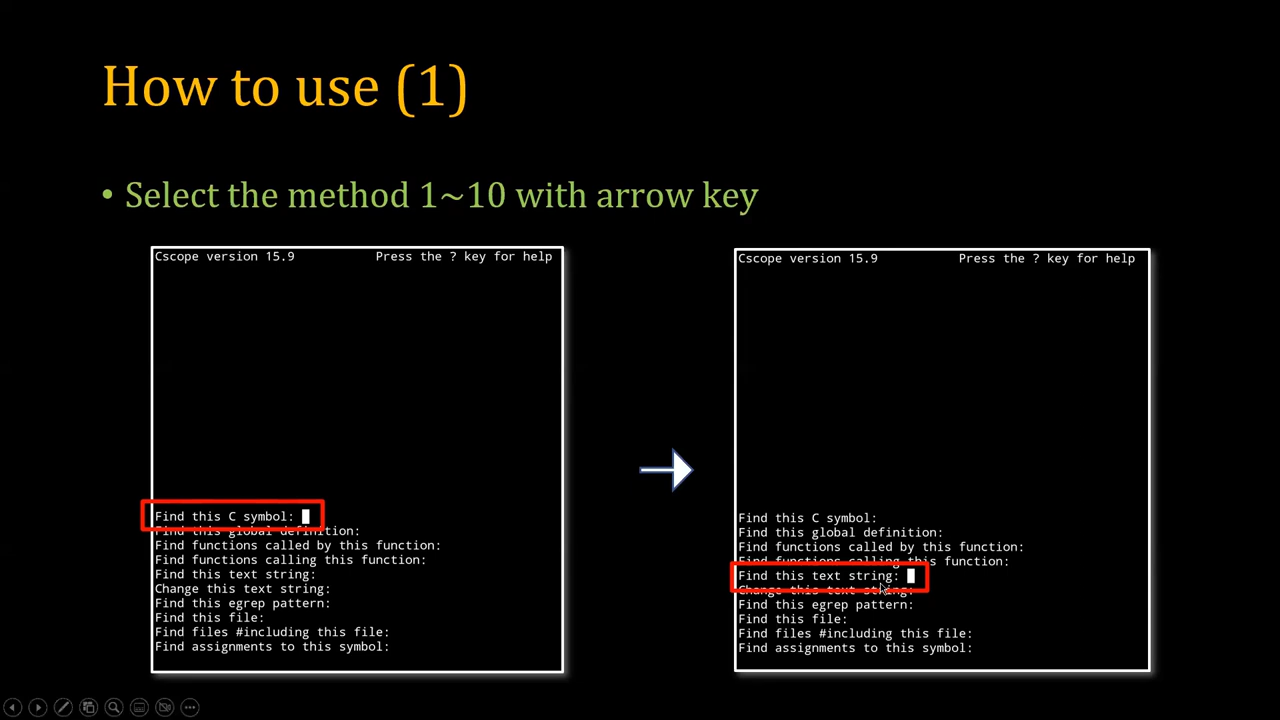 How to use (1)
• Select the method 1~10 with arrow key
Cscope version 15.9 Press the ? key for help
Find this C symbol:
Find this global definition:
Find functions called by this function:
Find functions calling this function:
Find this text string:
Change this text string:
Find this egrep pattern:
Find this file:
Find files #including this file:
Find assignments to this symbol:
Cscope version 15.9 Press the ? key for help
Find this C symbol:
Find this global definition:
Find functions called by this function:
Find functions calling this function:
Find this text string:
Change this text string:
Find this egrep pattern:
Find this file:
Find files #including this file:
Find assignments to this symbol: